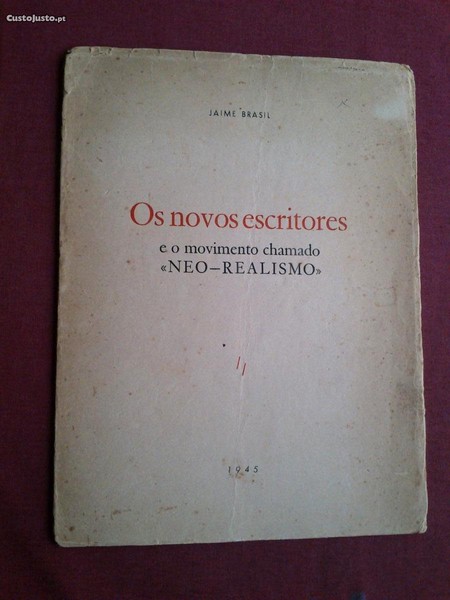 CustoJusto.pt
JAIME BRASIL
Os novos escritores
e o movimento chamado
«NEO–REALISMO»
1945